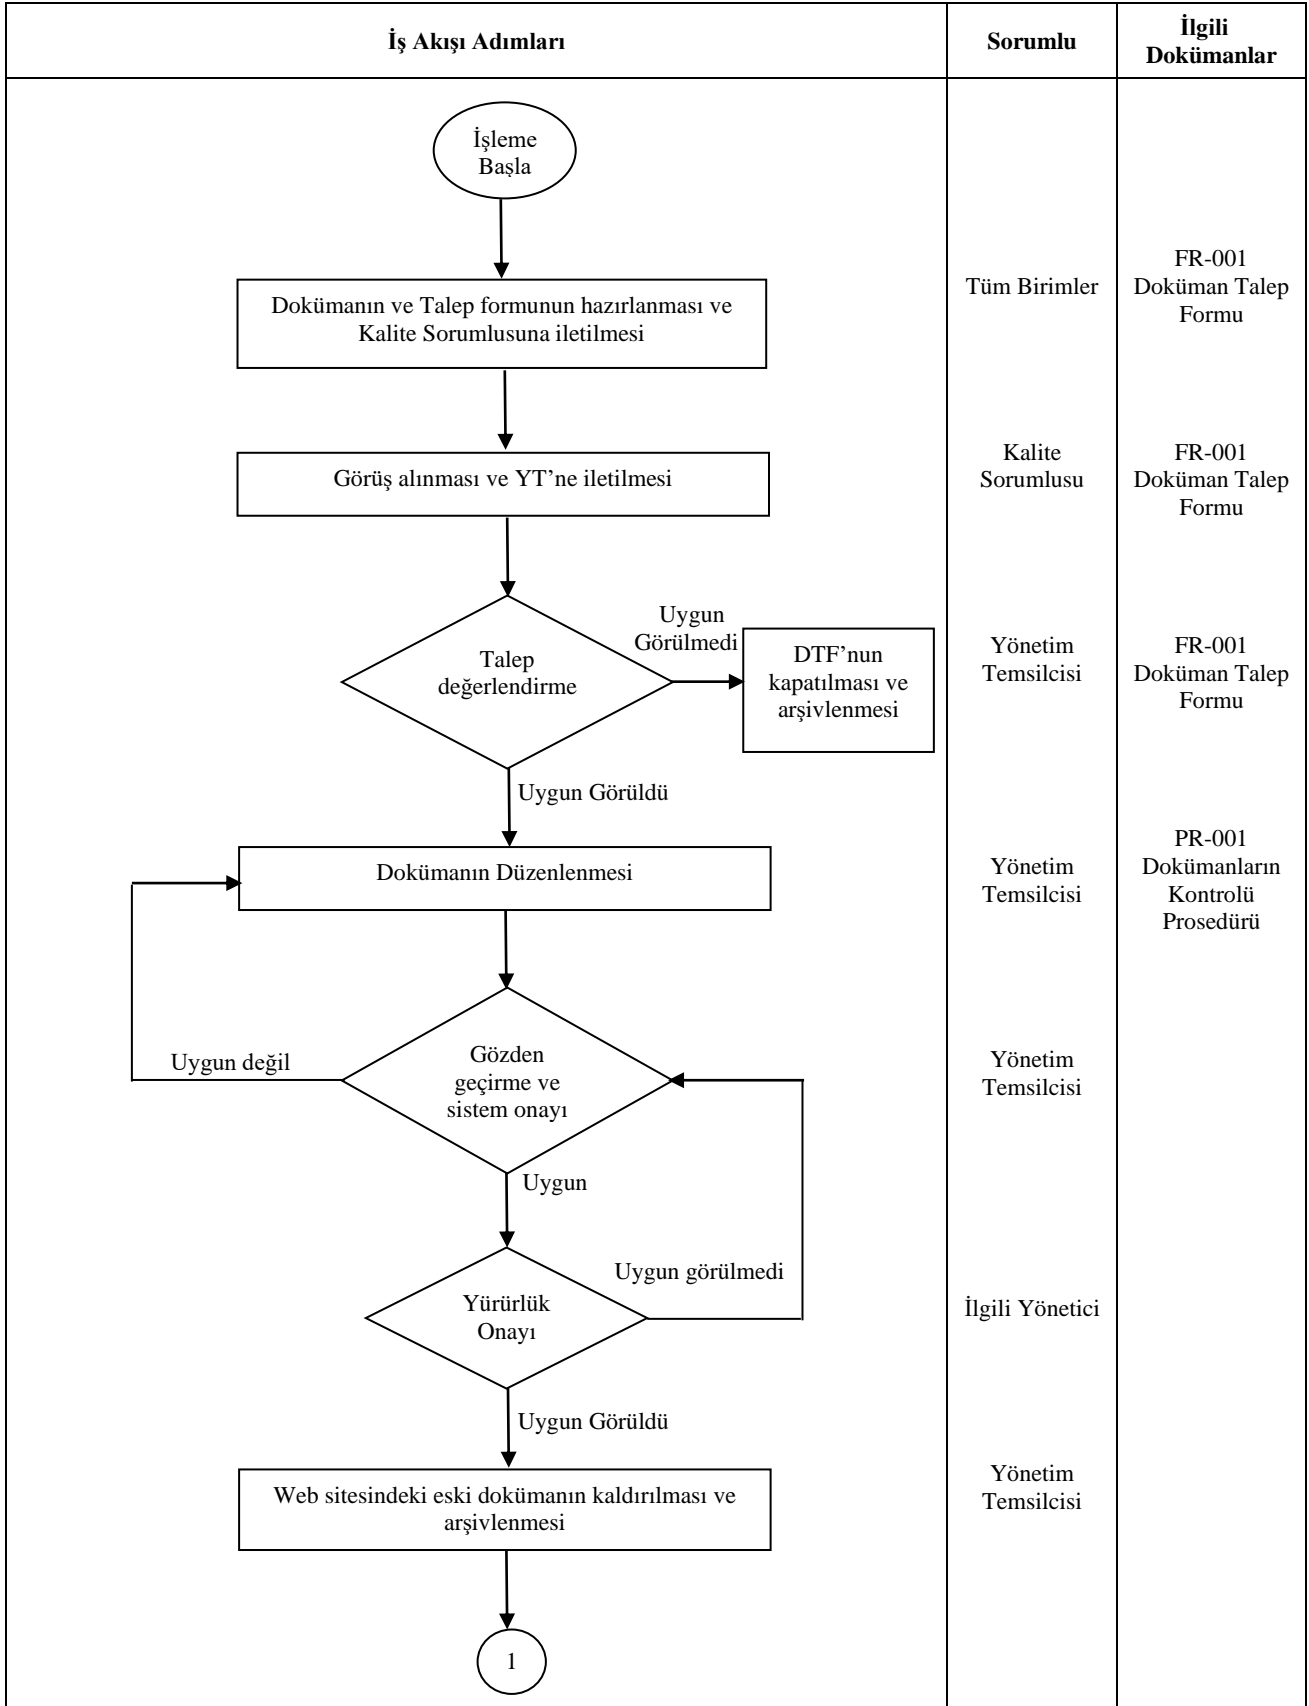 İş Akışı Adımları
Sorumlu
İlgili
Dokümanlar
İşleme
Başla
Dokümanın ve Talep formunun hazırlanması ve
Kalite Sorumlusuna iletilmesi
Tüm Birimler
FR-001
Doküman Talep
Formu
Görüş alınması ve YT’ne iletilmesi
Kalite
Sorumlusu
FR-001
Doküman Talep
Formu
Talep
değerlendirme
Uygun
Görülmedi
DTF’nun
kapatılması ve
arşivlenmesi
Yönetim
Temsilcisi
FR-001
Doküman Talep
Formu
Uygun Görüldü
Dokümanın Düzenlenmesi
Yönetim
Temsilcisi
PR-001
Dokümanların
Kontrolü
Prosedürü
Uygun değil
Gözden
geçirme ve
sistem onayı
Yönetim
Temsilcisi
Uygun
Uygun görülmedi
Yürürlük
Onayı
İlgili Yönetici
Uygun Görüldü
Web sitesindeki eski dokümanın kaldırılması ve
arşivlenmesi
Yönetim
Temsilcisi
1